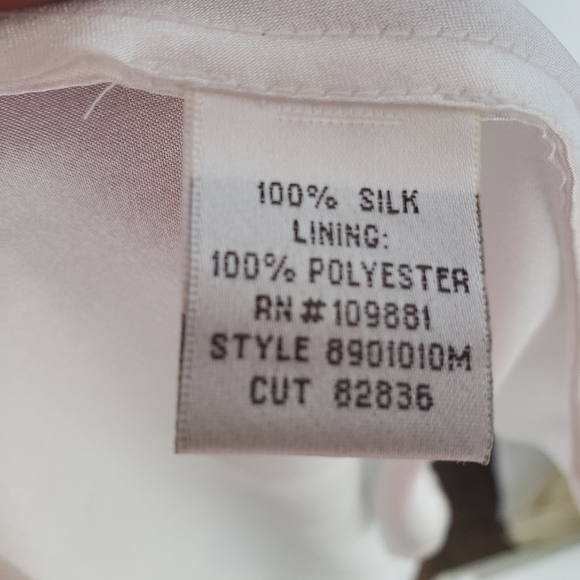 100% SILK
LINING:
100% POLYESTER
RN#109881
STYLE 8901010M
CUT 82836